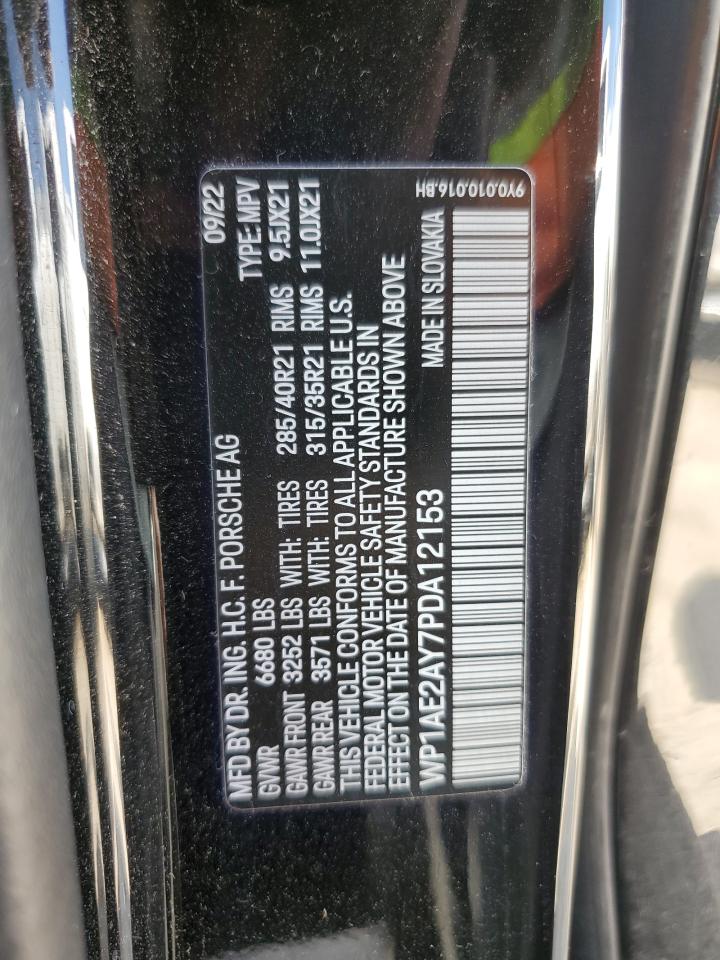 MFD BY DR. ING. H.C. F. PORSCHE AG 09/22
GVWR 6680 LBS TYPE: MPV
GAWR FRONT 3252 LBS WITH: TIRES 285/40R21 RIMS 9.5JX21
GAWR REAR 3571 LBS WITH: TIRES 315/35R21 RIMS 11.0JX21
THIS VEHICLE CONFORMS TO ALL APPLICABLE U.S.
FEDERAL MOTOR VEHICLE SAFETY STANDARDS IN
EFFECT ON THE DATE OF MANUFACTURE SHOWN ABOVE
WP1AE2AY7PDA12153 MADE IN SLOVAKIA
9Y0.010.016.BH